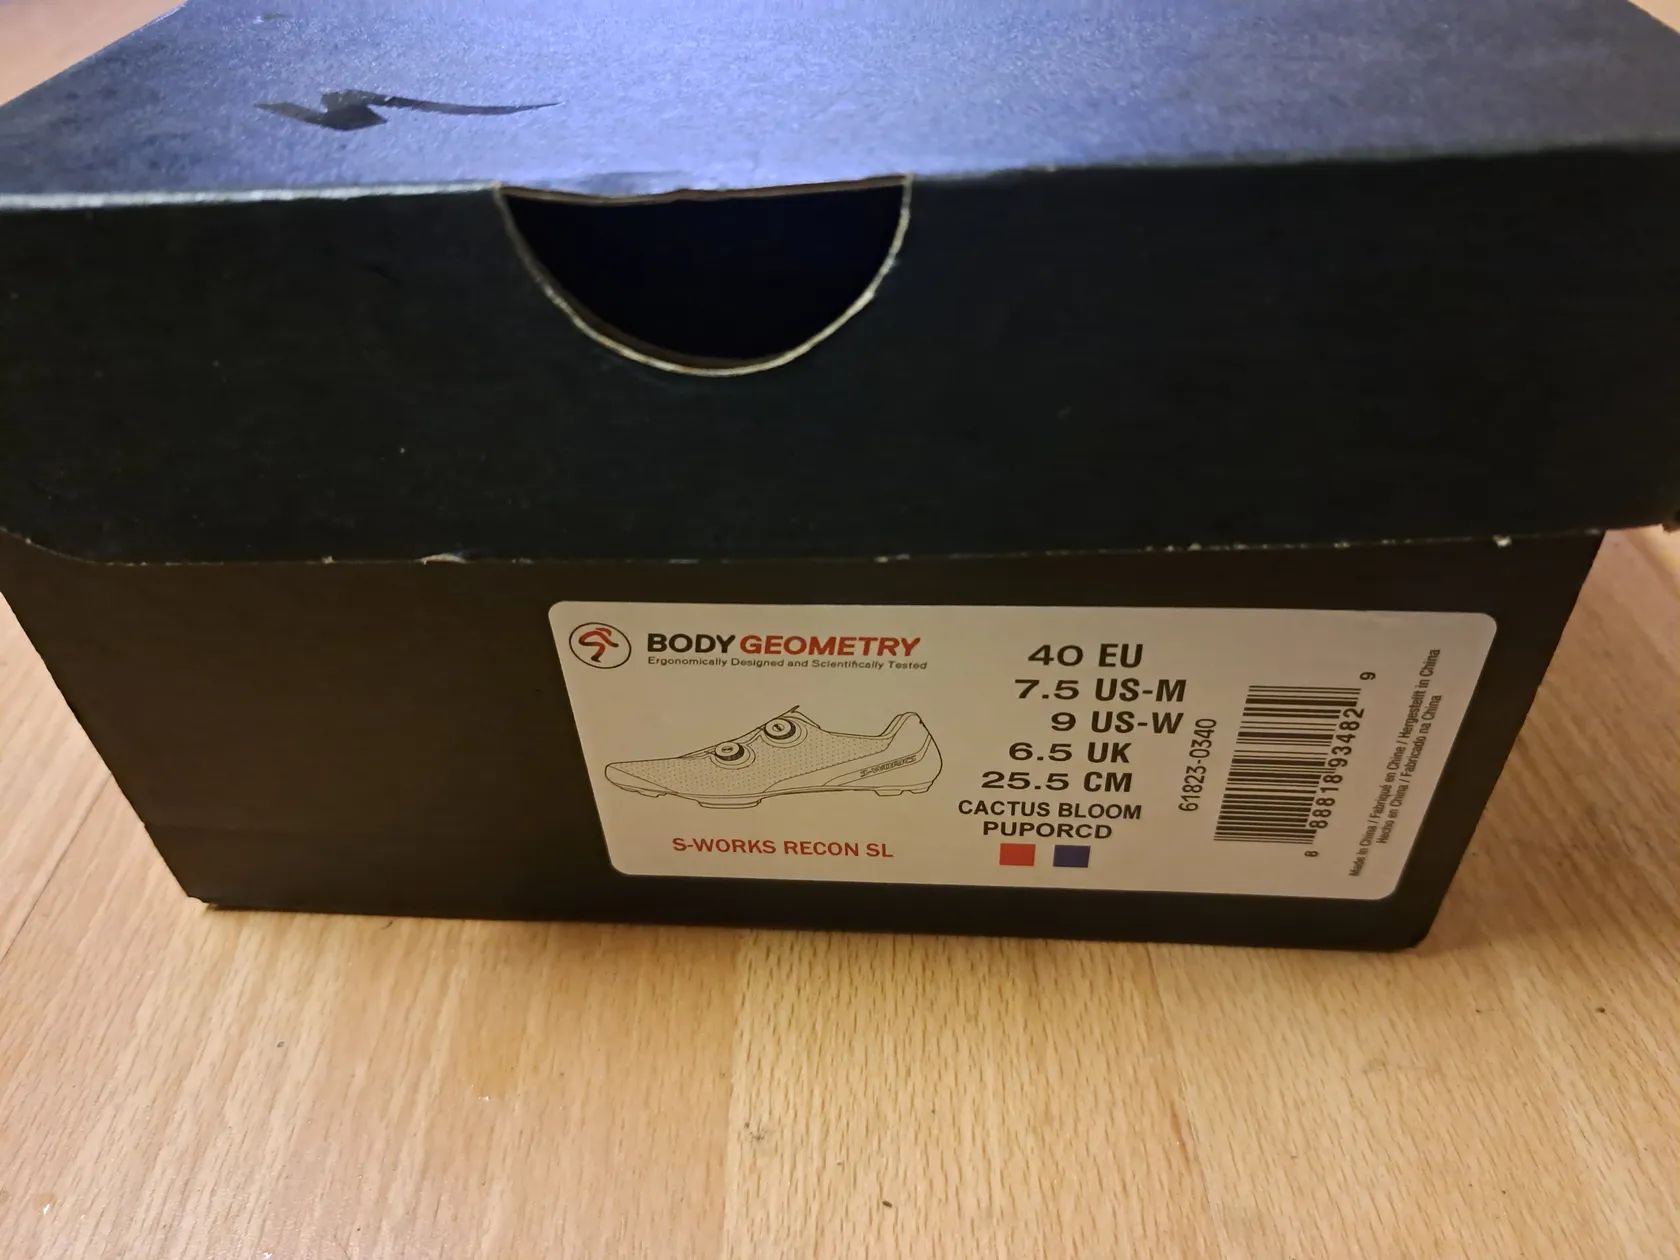 BODY GEOMETRY
Ergonomically Designed and Scientifically Tested
S-WORKS
S-WORKS RECON SL
40 EU
7.5 US-M
9 US-W
6.5 UK
25.5 CM
CACTUS BLOOM
PUPORCD
61823-0340
8 88818 93482 9
Made in China / Fabriqué en Chine / Hergestellt in China
Hecho en China / Fabricado na China